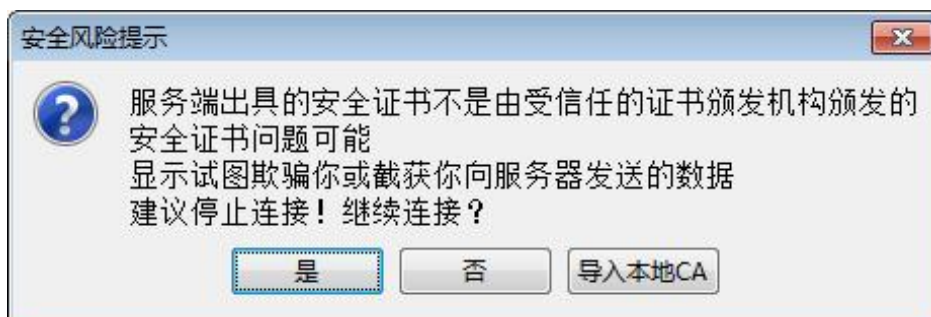 安全风险提示
服务端出具的安全证书不是由受信任的证书颁发机构颁发的
安全证书问题可能
显示试图欺骗你或截获你向服务器发送的数据
建议停止连接！继续连接？
是
否
导入本地CA